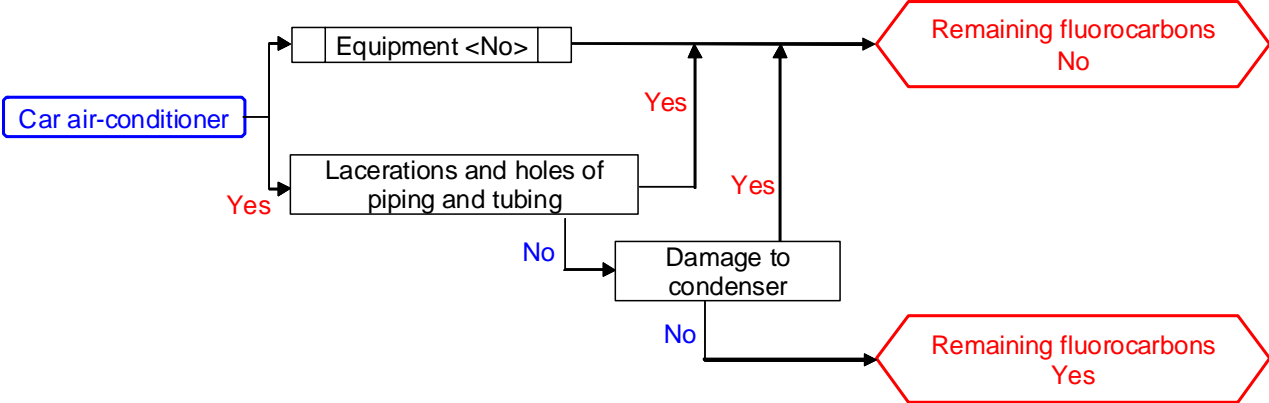 Equipment <No>
Remaining fluorocarbons
No
Car air-conditioner
Yes
Lacerations and holes of
piping and tubing
Yes
Yes
No
Damage to
condenser
No
Remaining fluorocarbons
Yes